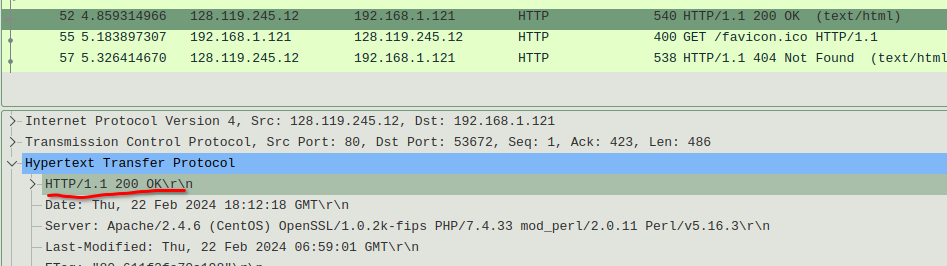 52 4.859314966 128.119.245.12 192.168.1.121 HTTP 540 HTTP/1.1 200 OK (text/html)
55 5.183897307 192.168.1.121 128.119.245.12 HTTP 400 GET /favicon.ico HTTP/1.1
57 5.326414670 128.119.245.12 192.168.1.121 HTTP 538 HTTP/1.1 404 Not Found (text/html
Internet Protocol Version 4, Src: 128.119.245.12, Dst: 192.168.1.121
Transmission Control Protocol, Src Port: 80, Dst Port: 53672, Seq: 1, Ack: 423, Len: 486
Hypertext Transfer Protocol
HTTP/1.1 200 OK\r\n
Date: Thu, 22 Feb 2024 18:12:18 GMT\r\n
Server: Apache/2.4.6 (CentOS) OpenSSL/1.0.2k-fips PHP/7.4.33 mod_perl/2.0.11 Perl/v5.16.3\r\n
Last-Modified: Thu, 22 Feb 2024 06:59:01 GMT\r\n